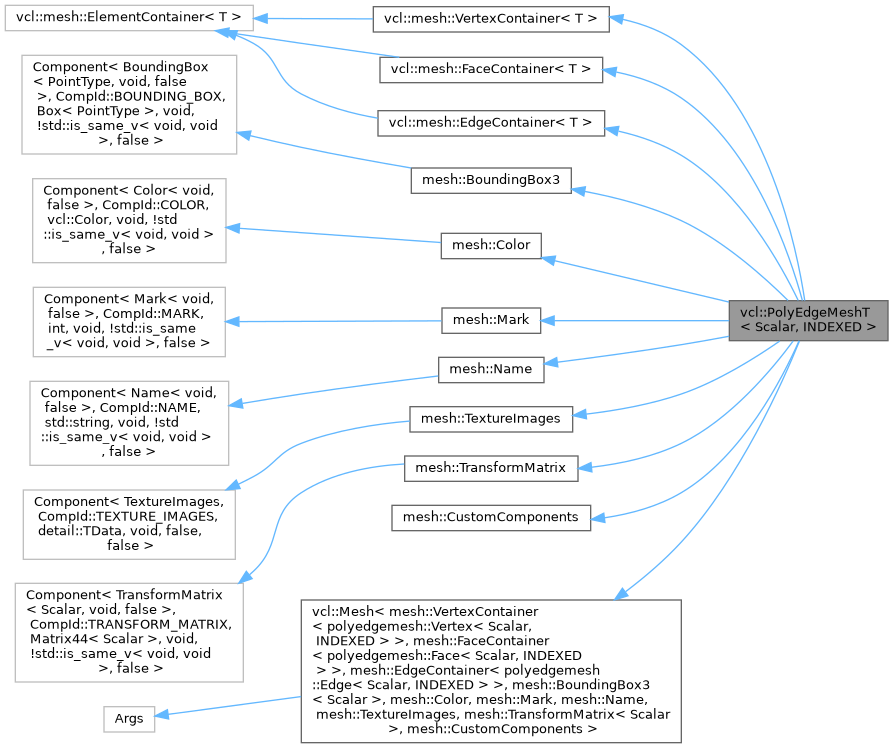 vcl::mesh::ElementContainer< T >
vcl::mesh::VertexContainer< T >
vcl::mesh::FaceContainer< T >
vcl::mesh::EdgeContainer< T >
Component< BoundingBox
< PointType, void, false
>, CompId::BOUNDING_BOX,
Box< PointType >, void,
!std::is_same_v< void, void
>, false >
mesh::BoundingBox3
Component< Color< void,
false >, CompId::COLOR,
vcl::Color, void, !std
::is_same_v< void, void >
, false >
mesh::Color
Component< Mark< void,
false >, CompId::MARK,
int, void, !std::is_same
_v< void, void >, false >
mesh::Mark
vcl::PolyEdgeMeshT
< Scalar, INDEXED >
Component< Name< void,
false >, CompId::NAME,
std::string, void, !std
::is_same_v< void, void >
, false >
mesh::Name
mesh::TextureImages
mesh::TransformMatrix
Component< TextureImages,
CompId::TEXTURE_IMAGES,
detail::TData, void, false,
false >
mesh::CustomComponents
Component< TransformMatrix
< Scalar, void, false >,
CompId::TRANSFORM_MATRIX,
Matrix44< Scalar >, void,
!std::is_same_v< void, void
>, false >
vcl::Mesh< mesh::VertexContainer
< polyedgemesh::Vertex< Scalar,
INDEXED > >, mesh::FaceContainer
< polyedgemesh::Face< Scalar, INDEXED
> >, mesh::EdgeContainer< polyedgemesh
::Edge< Scalar, INDEXED > >, mesh::BoundingBox3
< Scalar >, mesh::Color, mesh::Mark, mesh::Name,
mesh::TextureImages, mesh::TransformMatrix< Scalar
>, mesh::CustomComponents >
Args